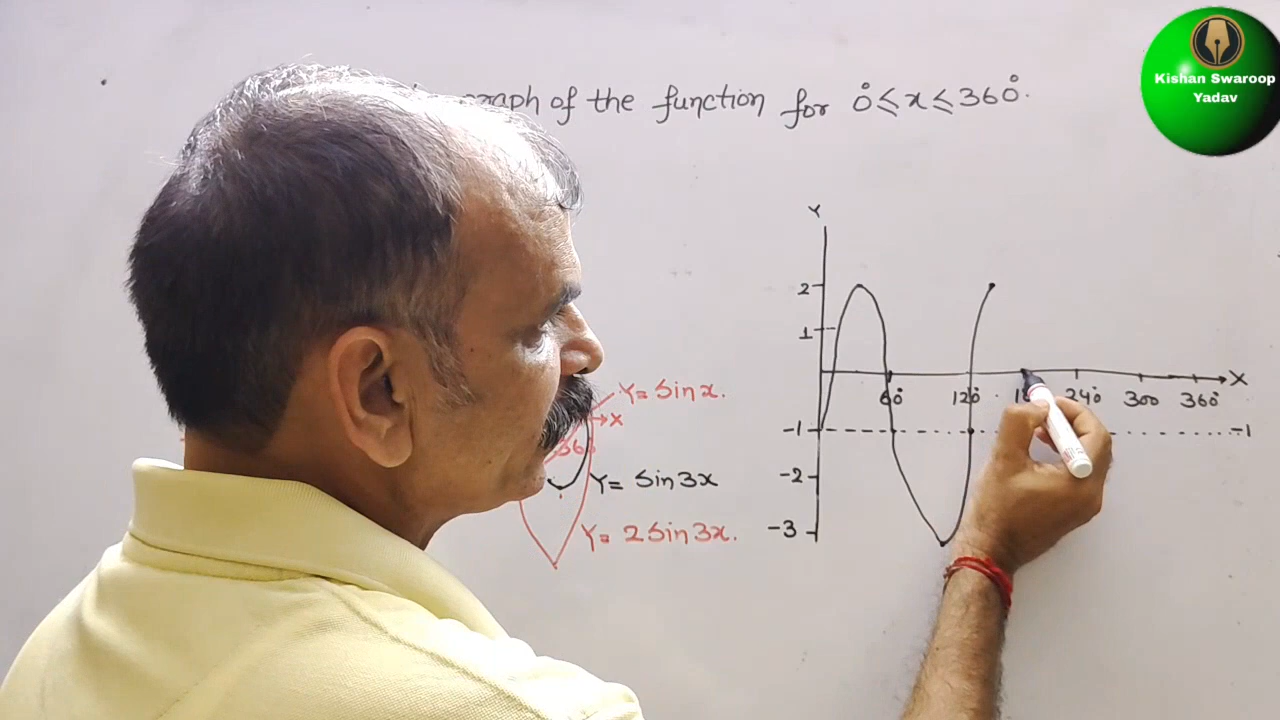 graph of the function for 0° ≤ x ≤ 360°.
Kishan Swaroop
Yadav
Y
2
1
X
60° 120° 240° 300 360°
-1 -1
-2
-3
Y = Sin x.
X
36
Y = Sin 3x
Y = 2 Sin 3x.